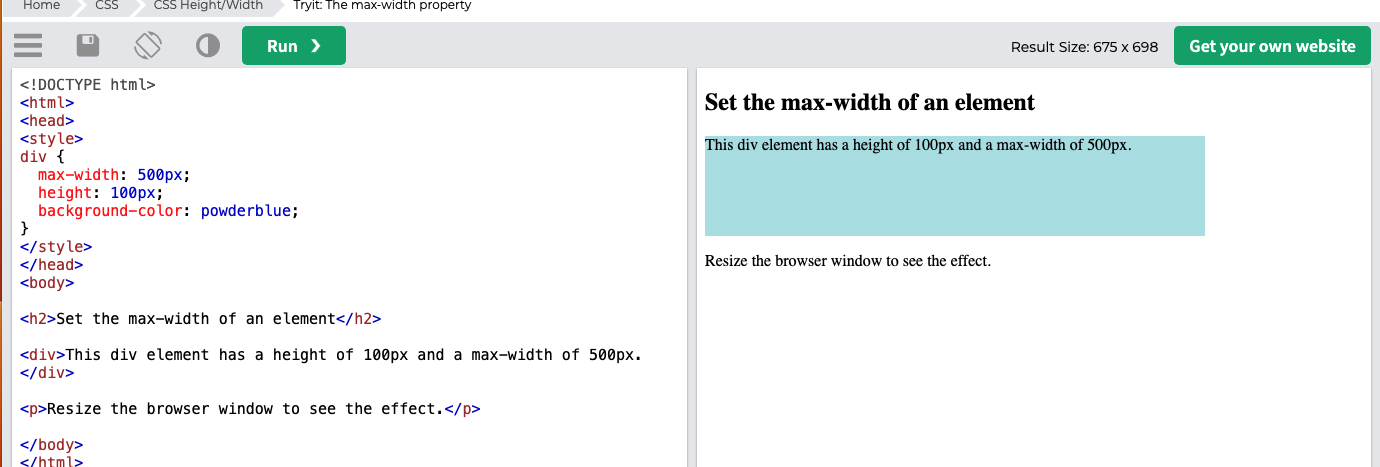 Home CSS CSS Height/Width Tryit: The max-width property
Run ❯ Result Size: 675 x 698 Get your own website
<!DOCTYPE html>
<html>
<head>
<style>
div {
  max-width: 500px;
  height: 100px;
  background-color: powderblue;
}
</style>
</head>
<body>

<h2>Set the max-width of an element</h2>

<div>This div element has a height of 100px and a max-width of 500px.
</div>

<p>Resize the browser window to see the effect.</p>

</body>
</html>
Set the max-width of an element
This div element has a height of 100px and a max-width of 500px.
Resize the browser window to see the effect.